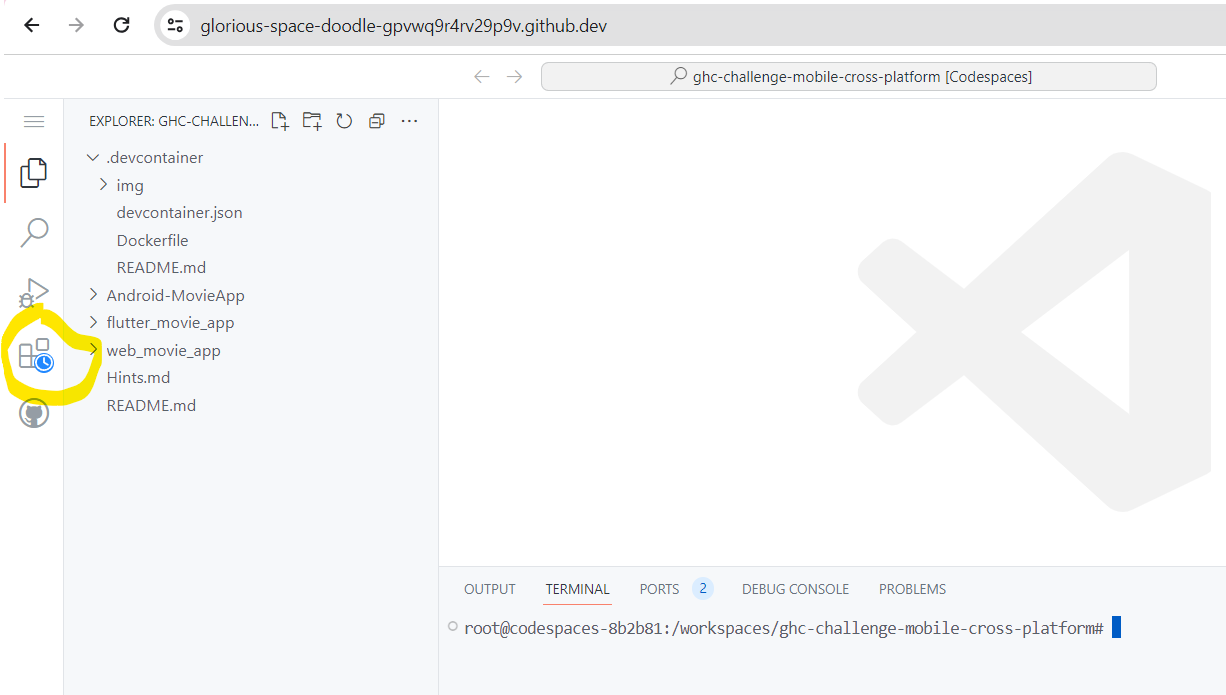 glorious-space-doodle-gpvwq9r4rv29p9v.github.dev
ghc-challenge-mobile-cross-platform [Codespaces]
EXPLORER: GHC-CHALLEN...
.devcontainer
img
devcontainer.json
Dockerfile
README.md
Android-MovieApp
flutter_movie_app
web_movie_app
Hints.md
README.md
OUTPUT TERMINAL PORTS 2 DEBUG CONSOLE PROBLEMS
root@codespaces-8b2b81:/workspaces/ghc-challenge-mobile-cross-platform#